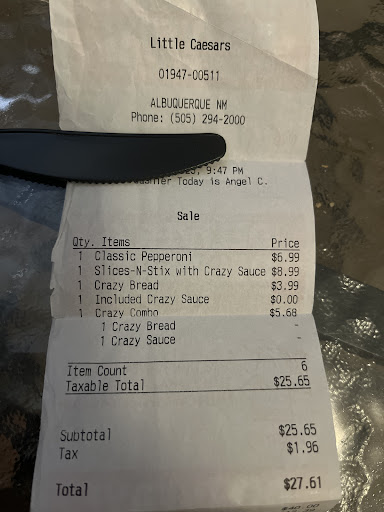 Little Caesars
01947-00511
ALBUQUERQUE NM
Phone: (505) 294-2000
9:47 PM
Today is Angel C.
Sale
Qty. Items Price
1 Classic Pepperoni $6.99
1 Slices-N-Stix with Crazy Sauce $8.99
1 Crazy Bread $3.99
1 Included Crazy Sauce $0.00
1 Crazy Combo $5.68
1 Crazy Bread -
1 Crazy Sauce -
Item Count 6
Taxable Total $25.65
Subtotal $25.65
Tax $1.96
Total $27.61